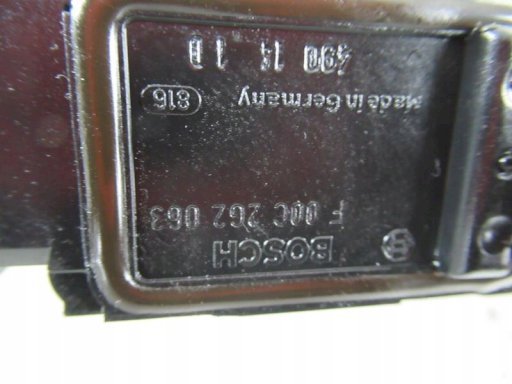 BOSCH
F 00C 2G2 063
Made in Germany 816
490 14 1 D